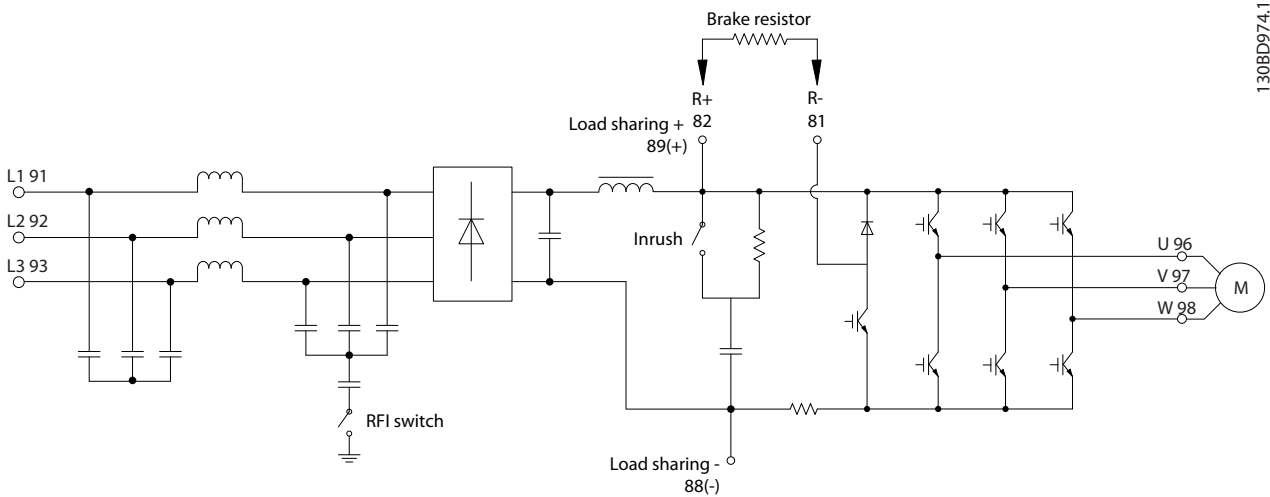 Brake resistor
130BD974.1
R+
82
R-
81
Load sharing +
89(+)
L1 91
L2 92
L3 93
Inrush
U 96
V 97
W 98
M
RFI switch
Load sharing -
88(-)